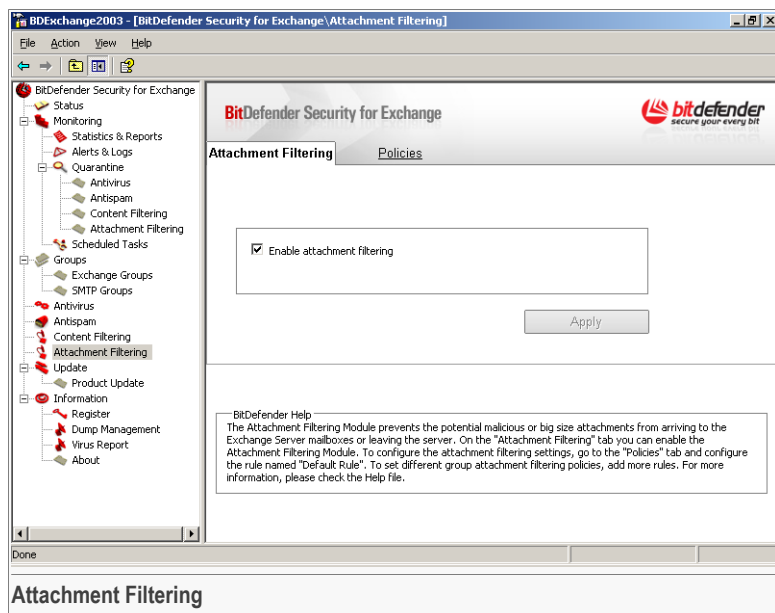 BDExchange2003 - [BitDefender Security for Exchange\Attachment Filtering]
File Action View Help
BitDefender Security for Exchange
Status
Monitoring
Statistics & Reports
Alerts & Logs
Quarantine
Antivirus
Antispam
Content Filtering
Attachment Filtering
Scheduled Tasks
Groups
Exchange Groups
SMTP Groups
Antivirus
Antispam
Content Filtering
Attachment Filtering
Update
Product Update
Information
Register
Dump Management
Virus Report
About
BitDefender Security for Exchange
bitdefender
secure your every bit
Attachment Filtering Policies
Enable attachment filtering
Apply
BitDefender Help
The Attachment Filtering Module prevents the potential malicious or big size attachments from arriving to the
Exchange Server mailboxes or leaving the server. On the "Attachment Filtering" tab you can enable the
Attachment Filtering Module. To configure the attachment filtering settings, go to the "Policies" tab and configure
the rule named "Default Rule". To set different group attachment filtering policies, add more rules. For more
information, please check the Help file.
Done
Attachment Filtering